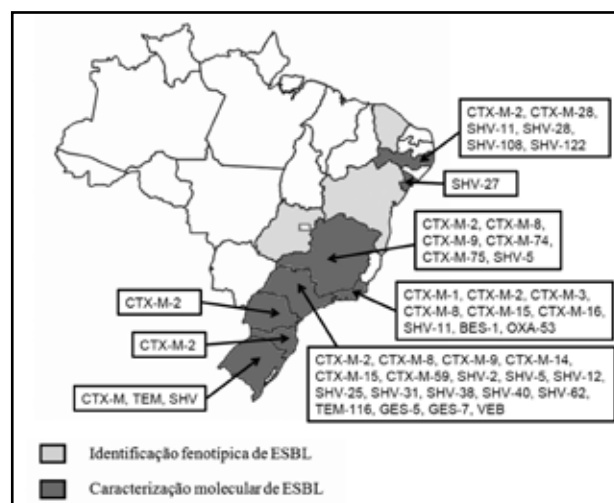 CTX-M-2, CTX-M-28,
SHV-11, SHV-28,
SHV-108, SHV-122
SHV-27
CTX-M-2, CTX-M-8,
CTX-M-9, CTX-M-74,
CTX-M-75, SHV-5
CTX-M-2
CTX-M-1, CTX-M-2, CTX-M-3,
CTX-M-8, CTX-M-15, CTX-M-16,
SHV-11, BES-1, OXA-53
CTX-M-2
CTX-M-2, CTX-M-8, CTX-M-9, CTX-M-14,
CTX-M-15, CTX-M-59, SHV-2, SHV-5, SHV-12,
SHV-25, SHV-31, SHV-38, SHV-40, SHV-62,
TEM-116, GES-5, GES-7, VEB
CTX-M, TEM, SHV
Identificação fenotípica de ESBL
Caracterização molecular de ESBL